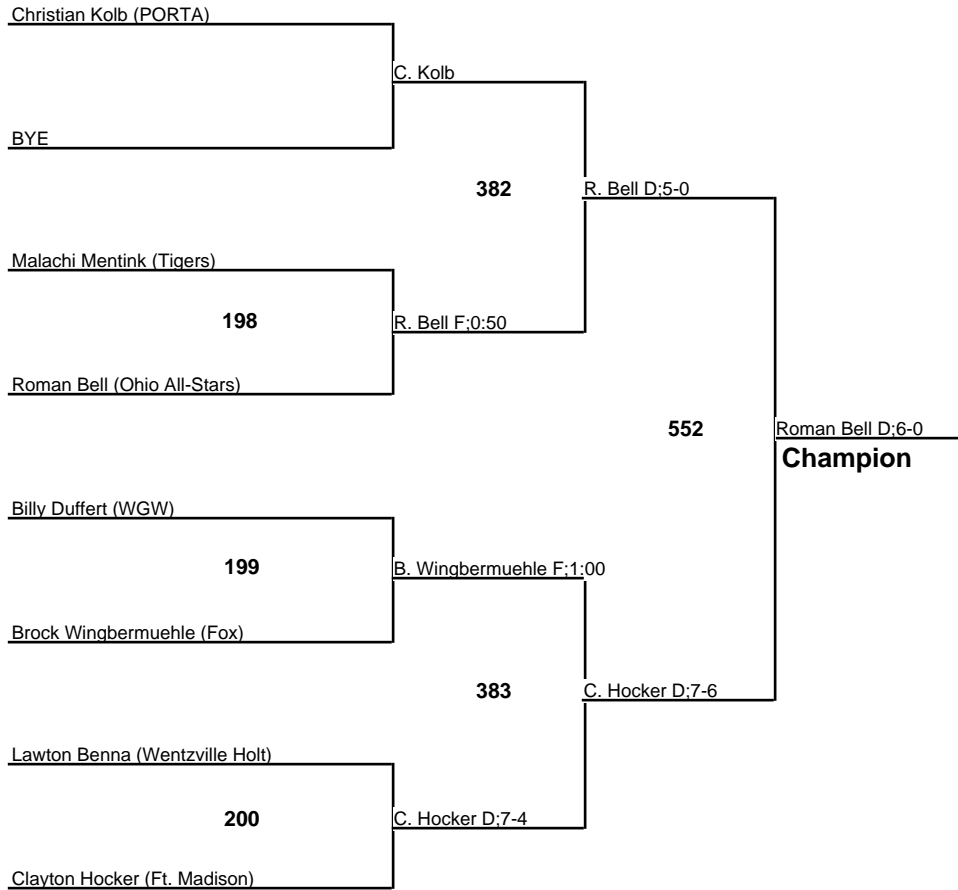 Christian Kolb (PORTA)
C. Kolb
BYE
382
R. Bell D;5-0
Malachi Mentink (Tigers)
198
R. Bell F;0:50
Roman Bell (Ohio All-Stars)
552
Roman Bell D;6-0
Champion
Billy Duffert (WGW)
199
B. Wingbermuehle F;1:00
Brock Wingbermuehle (Fox)
383
C. Hocker D;7-6
Lawton Benna (Wentzville Holt)
200
C. Hocker D;7-4
Clayton Hocker (Ft. Madison)